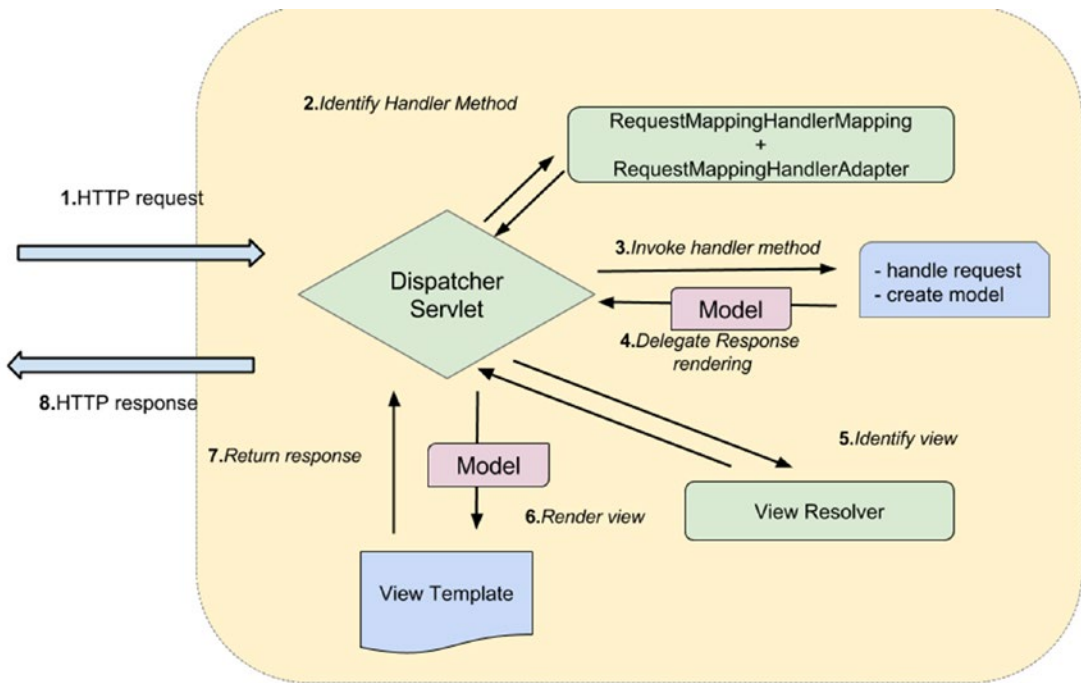 2.Identify Handler Method
RequestMappingHandlerMapping
+
RequestMappingHandlerAdapter
1.HTTP request
3.Invoke handler method
Dispatcher
Servlet
- handle request
- create model
Model
4.Delegate Response
rendering
8.HTTP response
7.Return response
Model
5.Identify view
6.Render view
View Resolver
View Template